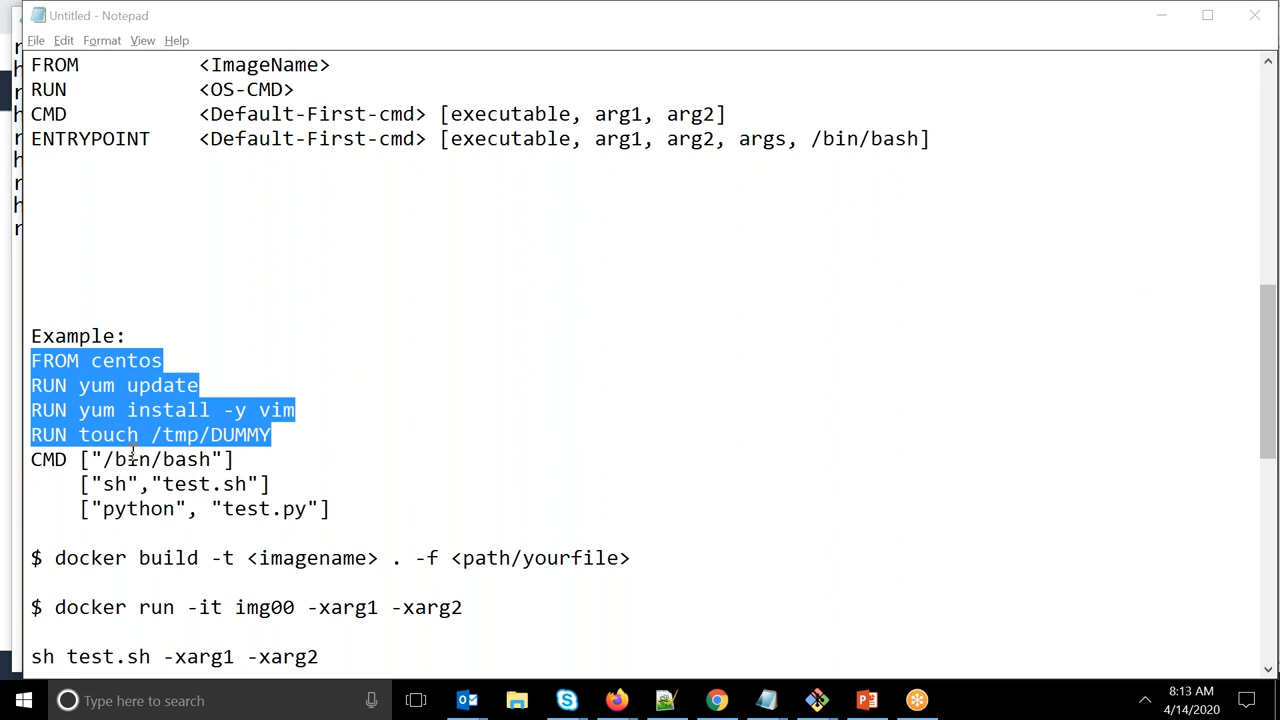 Untitled - Notepad
File Edit Format View Help
FROM <ImageName>
RUN <OS-CMD>
CMD <Default-First-cmd> [executable, arg1, arg2]
ENTRYPOINT <Default-First-cmd> [executable, arg1, arg2, args, /bin/bash]
Example:
FROM centos
RUN yum update
RUN yum install -y vim
RUN touch /tmp/DUMMY
CMD ["/bin/bash"]
["sh","test.sh"]
["python", "test.py"]
$ docker build -t <imagename> . -f <path/yourfile>
$ docker run -it img00 -xarg1 -xarg2
sh test.sh -xarg1 -xarg2
Type here to search
8:13 AM
4/14/2020